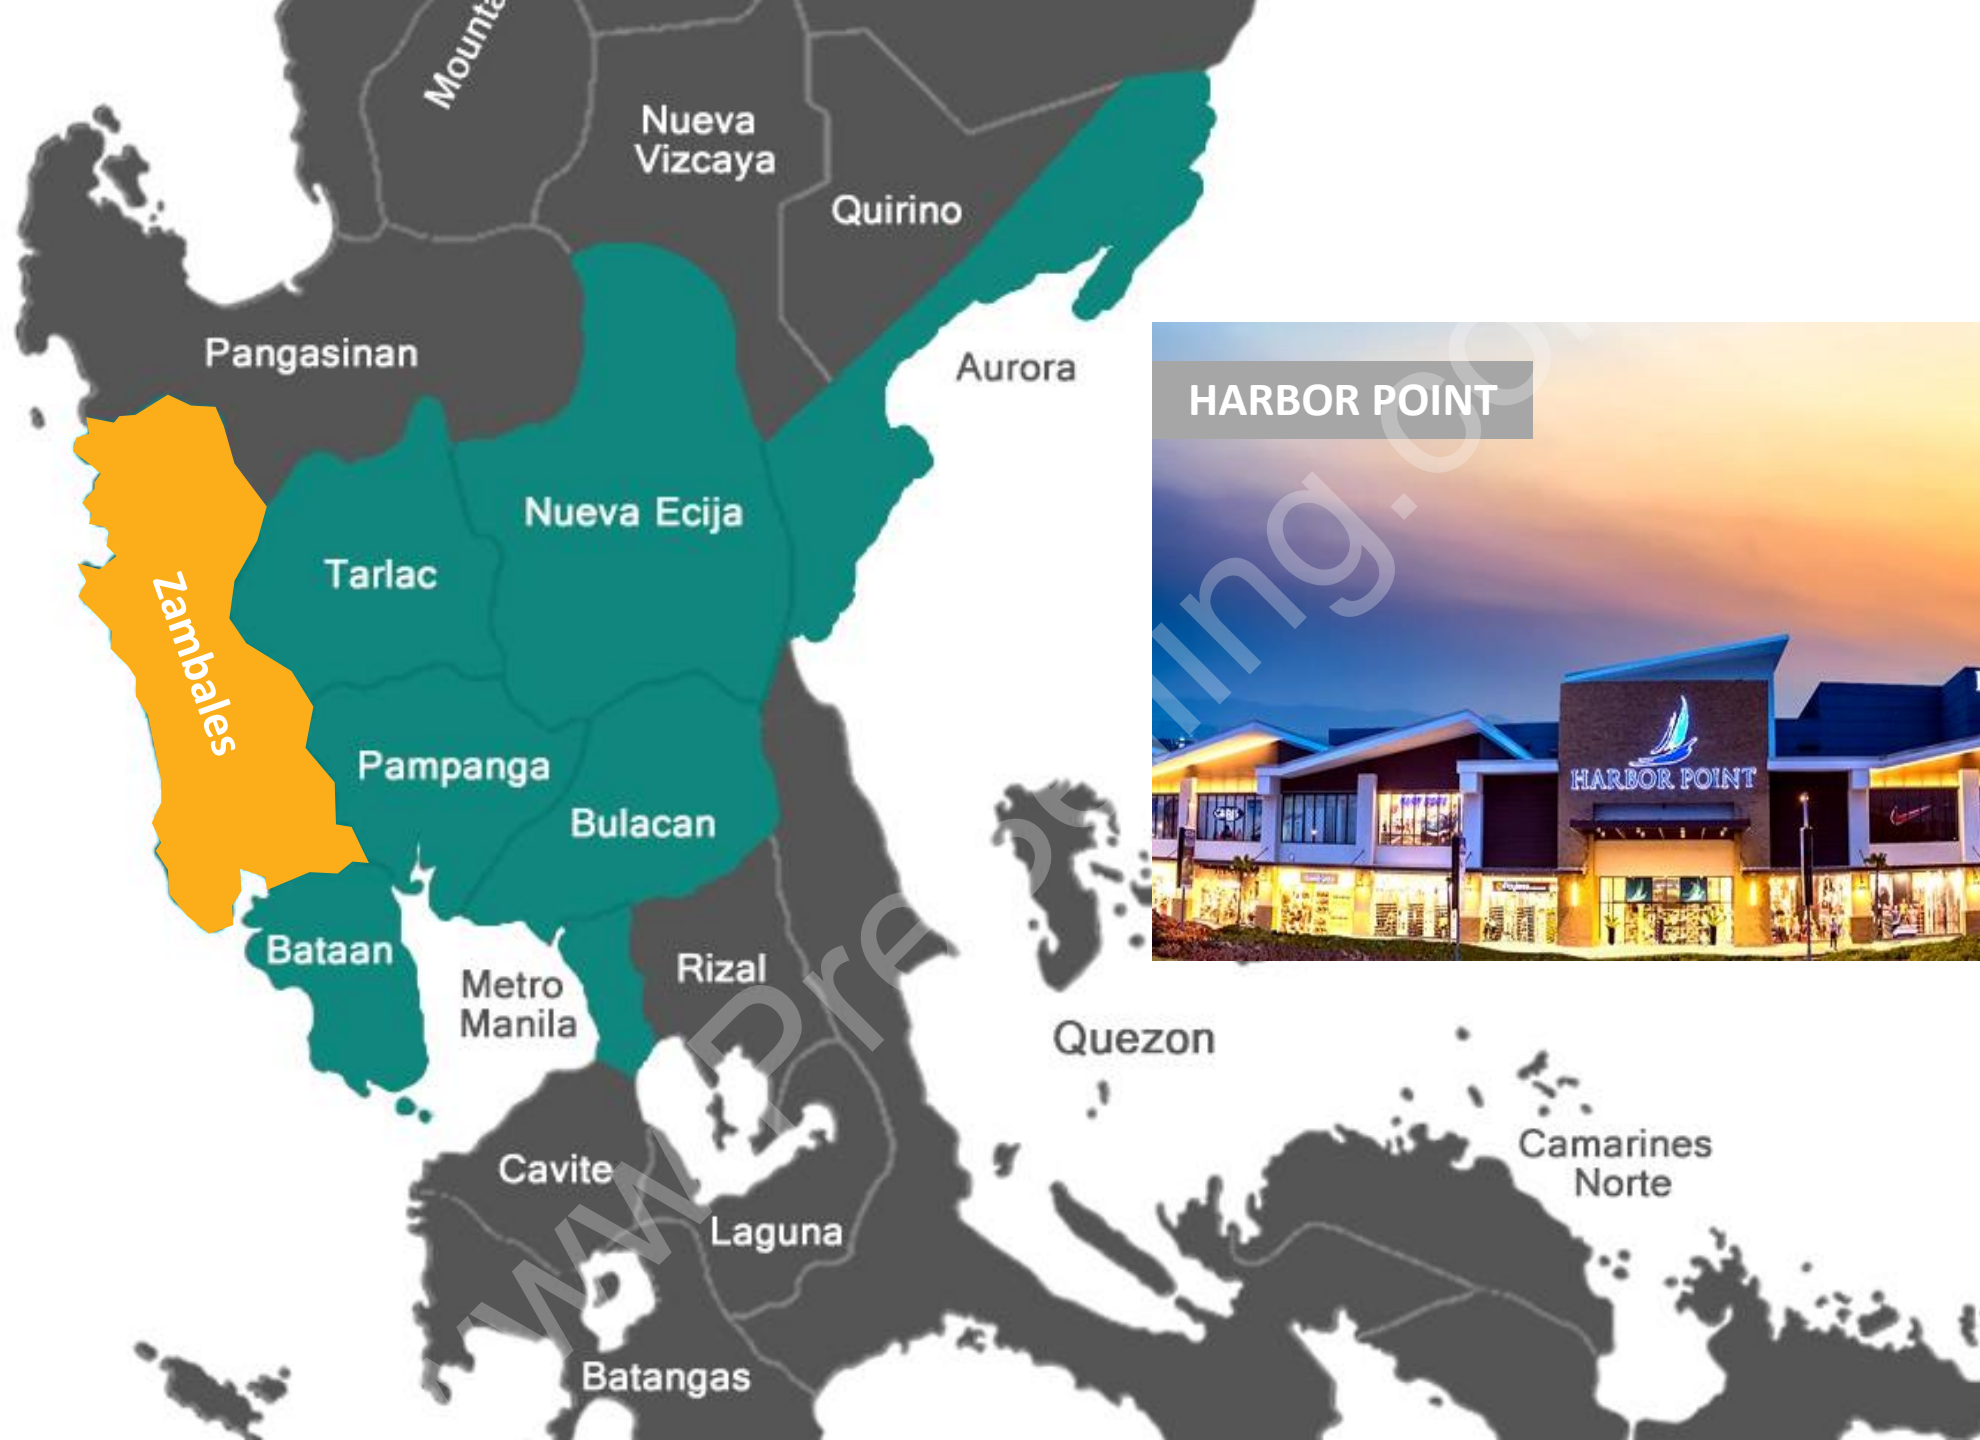 Mounta
Nueva
Vizcaya
Quirino
Pangasinan
Aurora
HARBOR POINT
Nueva Ecija
Tarlac
Zambales
Pampanga
HARBOR POINT
Bulacan
Bataan
Metro
Manila
Rizal
Quezon
Camarines
Norte
Cavite
Laguna
Batangas